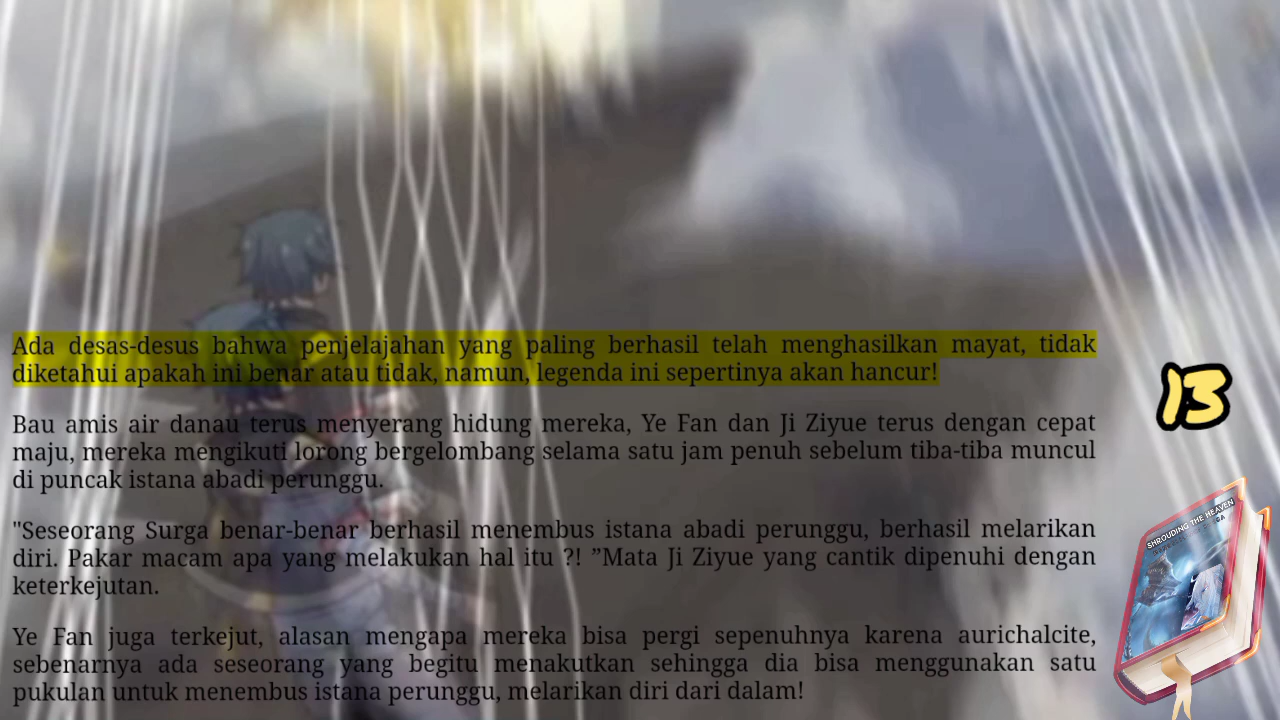 Ada desas-desus bahwa penjelajahan yang paling berhasil telah menghasilkan mayat, tidak
diketahui apakah ini benar atau tidak, namun, legenda ini sepertinya akan hancur!
Bau amis air danau terus menyerang hidung mereka, Ye Fan dan Ji Ziyue terus dengan cepat
maju, mereka mengikuti lorong bergelombang selama satu jam penuh sebelum tiba-tiba muncul
di puncak istana abadi perunggu.
"Seseorang Surga benar-benar berhasil menembus istana abadi perunggu, berhasil melarikan
diri. Pakar macam apa yang melakukan hal itu ?! ”Mata Ji Ziyue yang cantik dipenuhi dengan
keterkejutan.
Ye Fan juga terkejut, alasan mengapa mereka bisa pergi sepenuhnya karena aurichalcite,
sebenarnya ada seseorang yang begitu menakutkan sehingga dia bisa menggunakan satu
pukulan untuk menembus istana perunggu, melarikan diri dari dalam!
13
SHROUDING THE HEAVEN